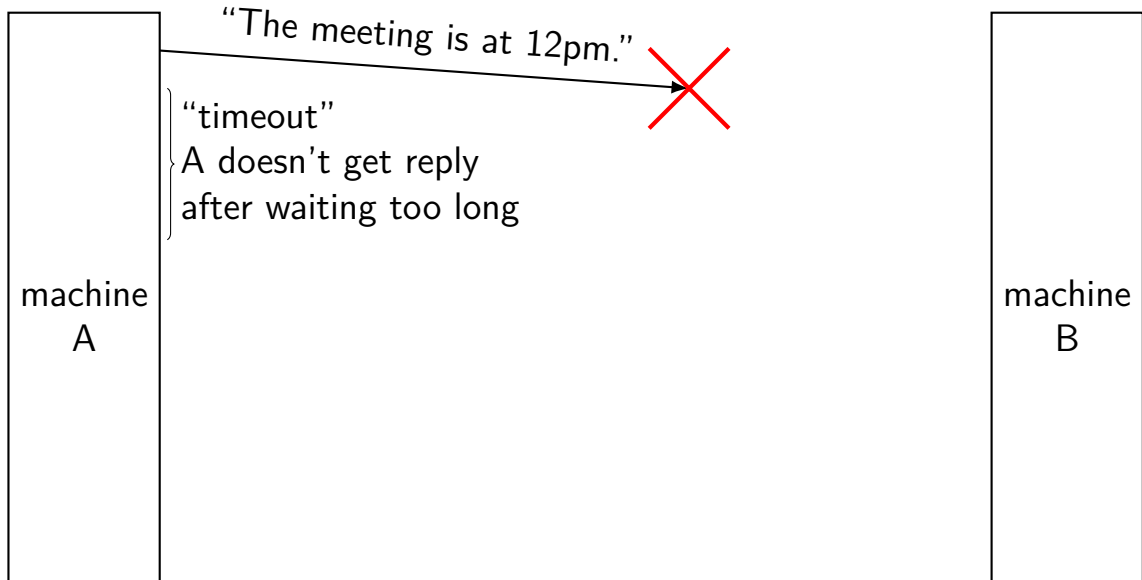 “The meeting is at 12pm.”
“timeout”
A doesn't get reply
after waiting too long
machine
A
machine
B